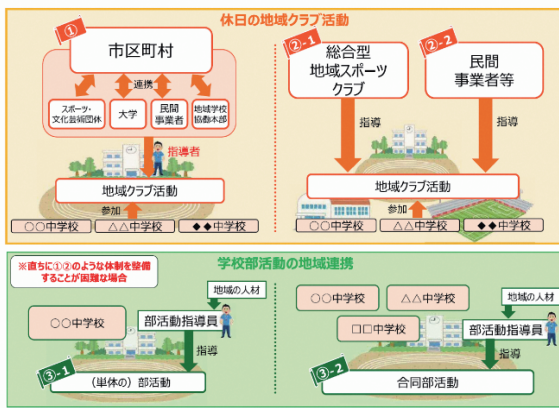 休日の地域クラブ活動
①
市区町村
連携
スポーツ・
文化芸術団体
大学
民間
事業者
地域学校
協働本部
指導者
地域クラブ活動
参加
○○中学校
△△中学校
◆◆中学校
②-1
総合型
地域スポーツ
クラブ
②-2
民間
事業者等
指導
指導
地域クラブ活動
参加
○○中学校
△△中学校
◆◆中学校
学校部活動の地域連携
※直ちに①②のような体制を整備
することが困難な場合
地域の人材
○○中学校
部活動指導員
指導
③-1
（単体の）部活動
○○中学校
△△中学校
地域の人材
□□中学校
部活動指導員
指導
③-2
合同部活動